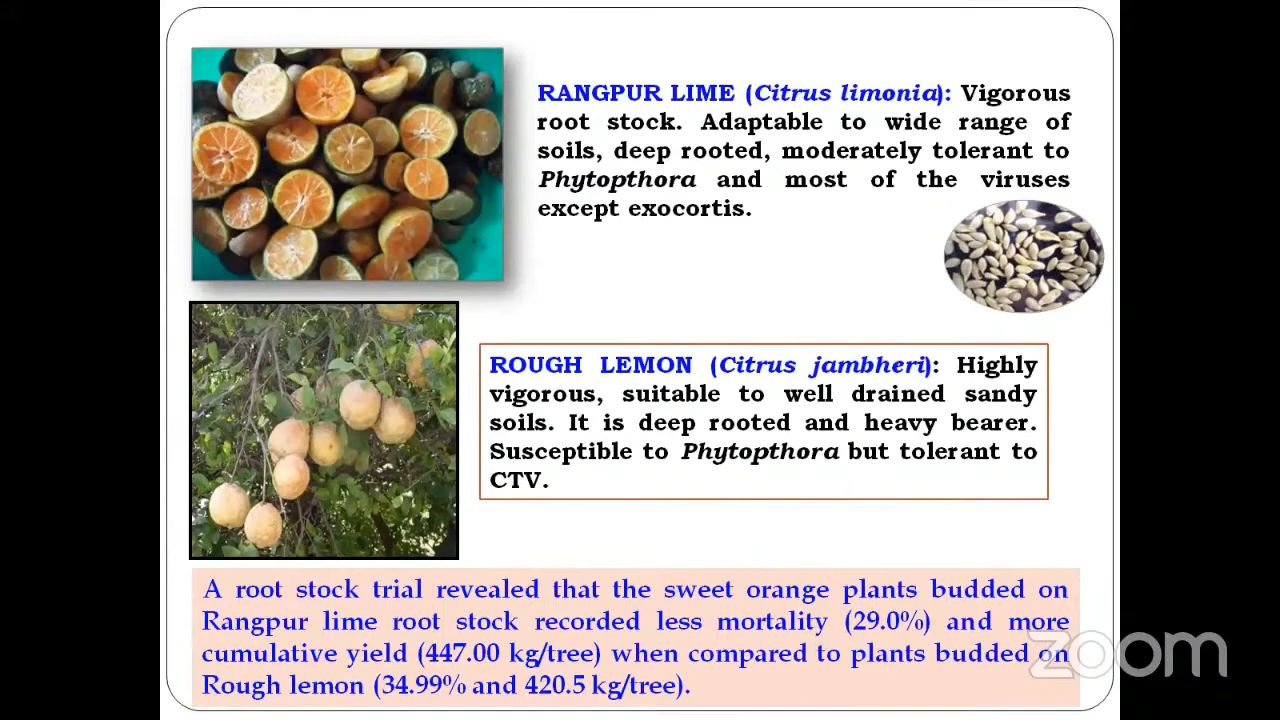 RANGPUR LIME (Citrus limonia): Vigorous
root stock. Adaptable to wide range of
soils, deep rooted, moderately tolerant to
Phytopthora and most of the viruses
except exocortis.
ROUGH LEMON (Citrus jambheri): Highly
vigorous, suitable to well drained sandy
soils. It is deep rooted and heavy bearer.
Susceptible to Phytopthora but tolerant to
CTV.
A root stock trial revealed that the sweet orange plants budded on
Rangpur lime root stock recorded less mortality (29.0%) and more
cumulative yield (447.00 kg/tree) when compared to plants budded on
Rough lemon (34.99% and 420.5 kg/tree).
zoom